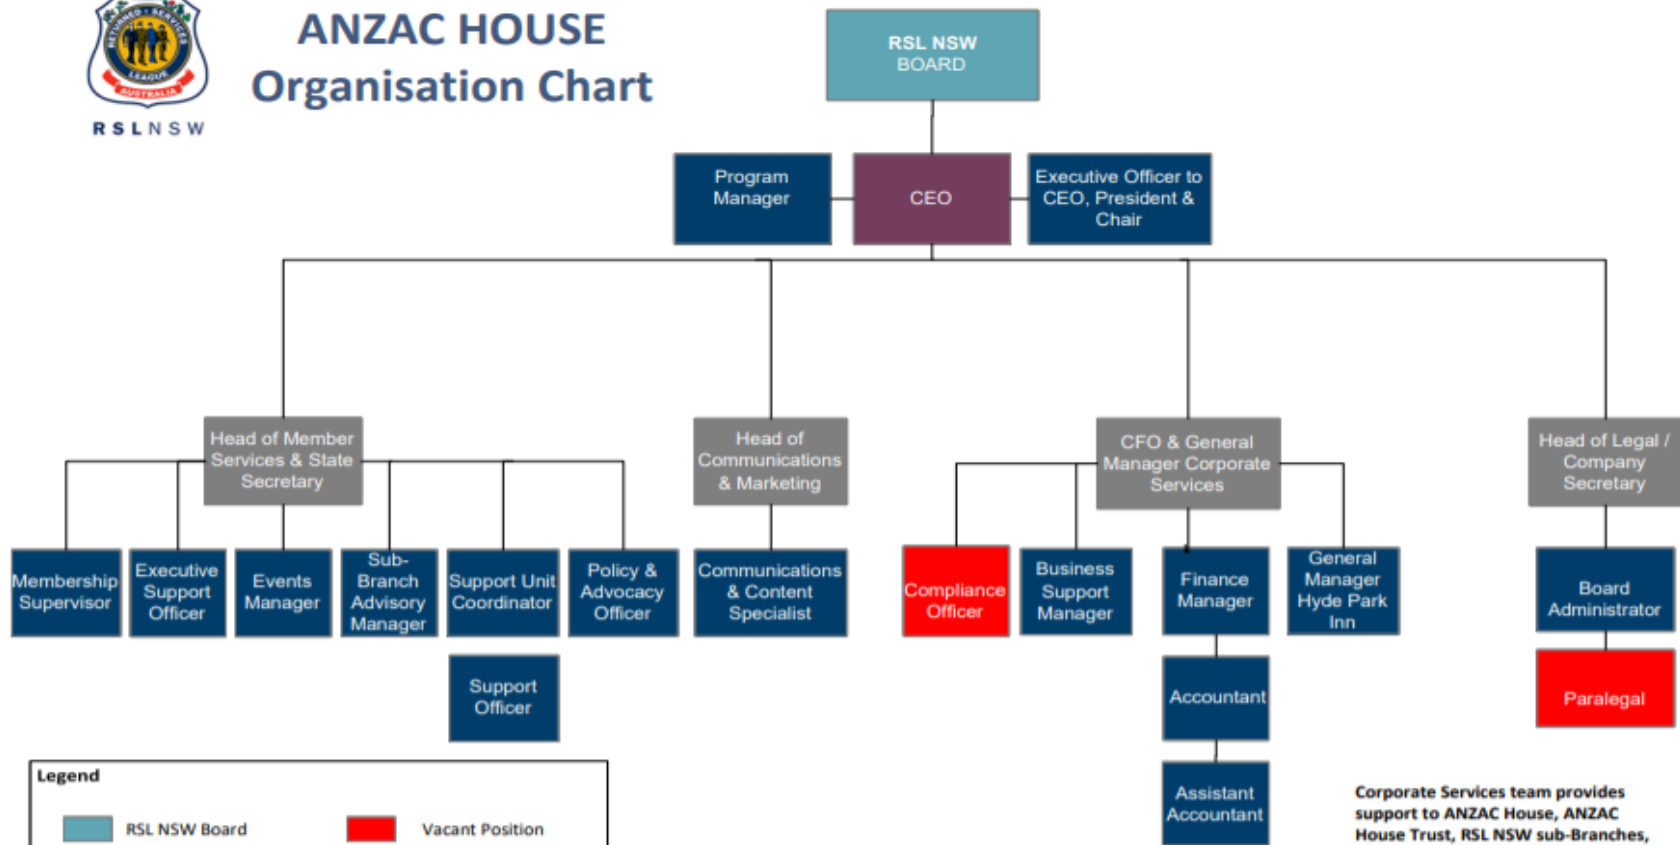 RETURNED - SERVICES
LEAGUE
AUSTRALIA
RSLNSW
ANZAC HOUSE
Organisation Chart
RSL NSW
BOARD
Program
Manager
CEO
Executive Officer to
CEO, President &
Chair
Head of Member
Services & State
Secretary
Head of
Communications
& Marketing
CFO & General
Manager Corporate
Services
Head of Legal /
Company
Secretary
Membership
Supervisor
Executive
Support
Officer
Events
Manager
Sub-
Branch
Advisory
Manager
Support Unit
Coordinator
Policy &
Advocacy
Officer
Communications
& Content
Specialist
Compliance
Officer
Business
Support
Manager
Finance
Manager
General
Manager
Hyde Park
Inn
Board
Administrator
Support
Officer
Accountant
Paralegal
Assistant
Accountant
Legend
RSL NSW Board
Vacant Position
Corporate Services team provides
support to ANZAC House, ANZAC
House Trust, RSL NSW sub-Branches,